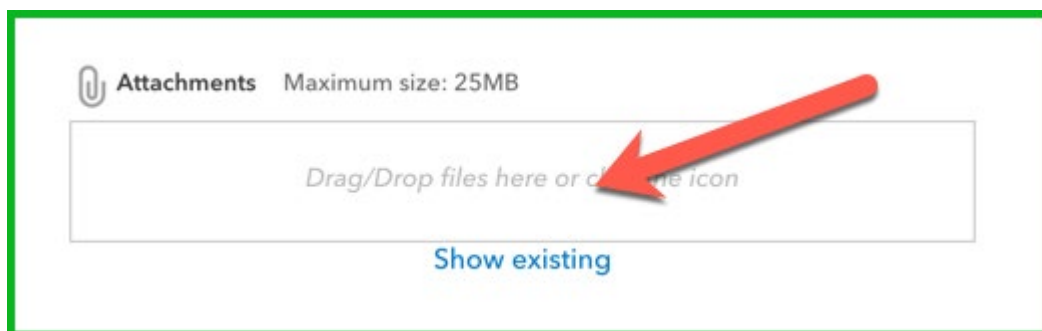 Attachments Maximum size: 25MB
Drag/Drop files here or icon
Show existing